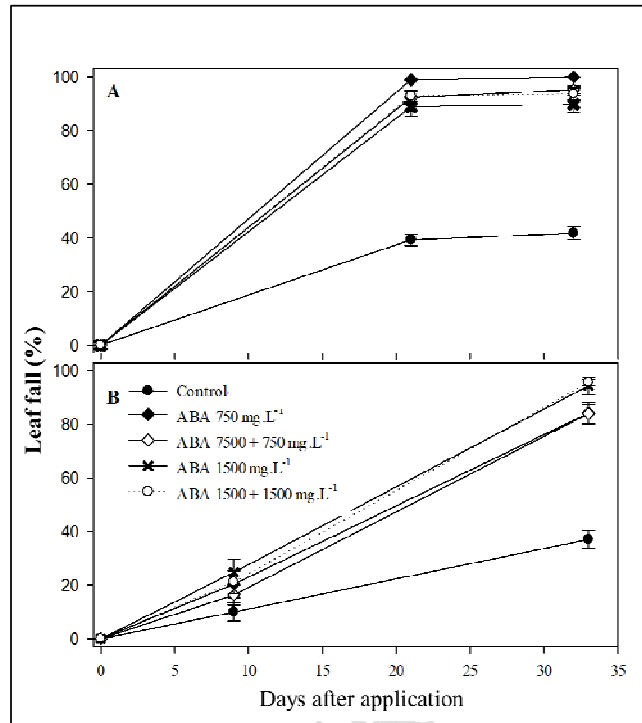 A
100
80
60
40
20
0
Leaf fall (%)
B
100
80
60
40
20
0
Control
ABA 750 mg.L-1
ABA 7500 + 750 mg.L-1
ABA 1500 mg.L-1
ABA 1500 + 1500 mg.L-1
0 5 10 15 20 25 30 35
Days after application